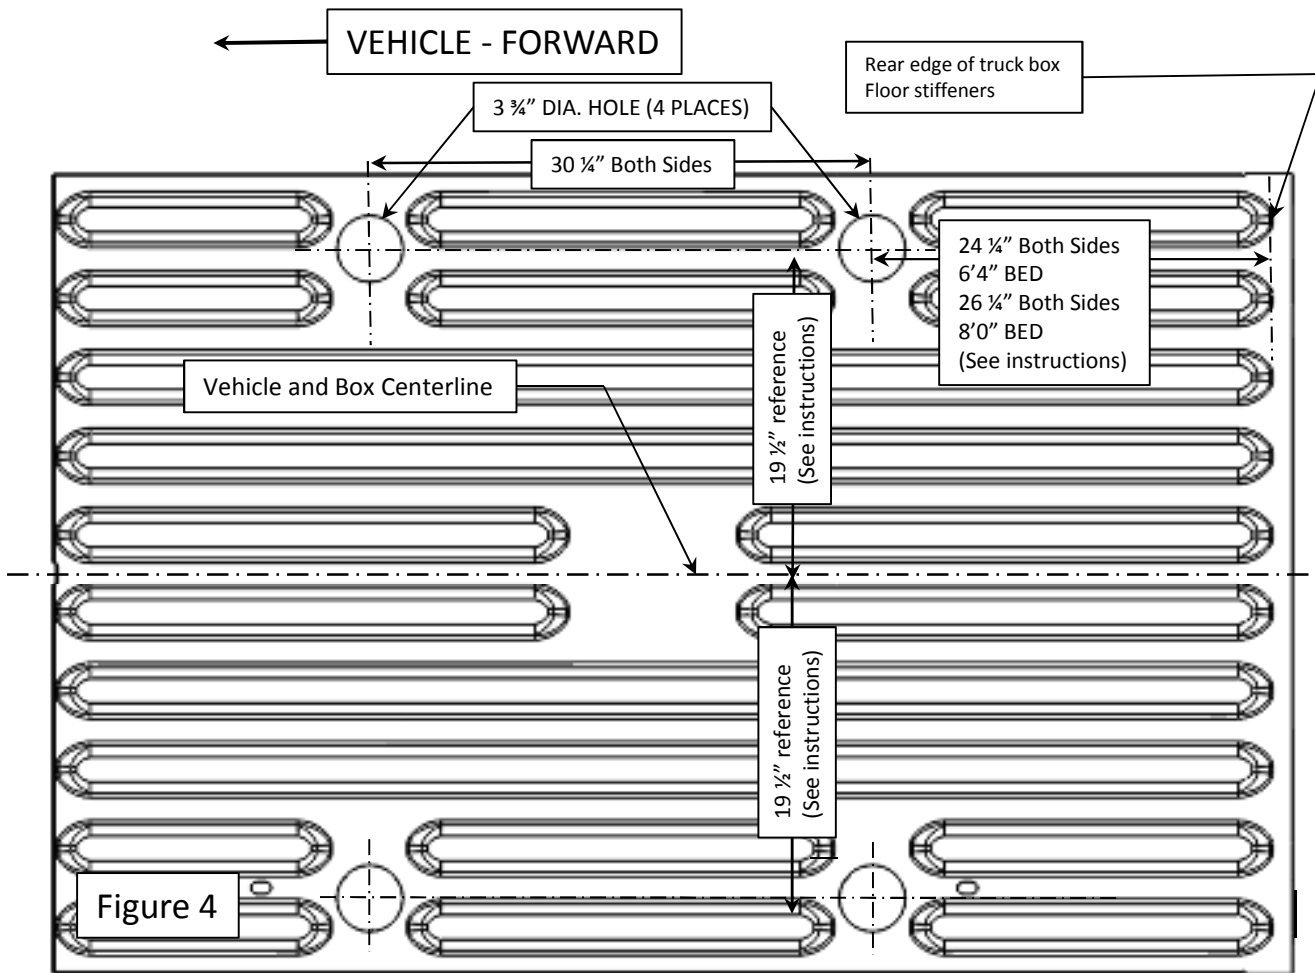 VEHICLE - FORWARD
Rear edge of truck box
Floor stiffeners
3 ¾” DIA. HOLE (4 PLACES)
30 ¼” Both Sides
24 ¼” Both Sides
6’4” BED
26 ¼” Both Sides
8’0” BED
(See instructions)
19 ½” reference
(See instructions)
Vehicle and Box Centerline
19 ½” reference
(See instructions)
Figure 4